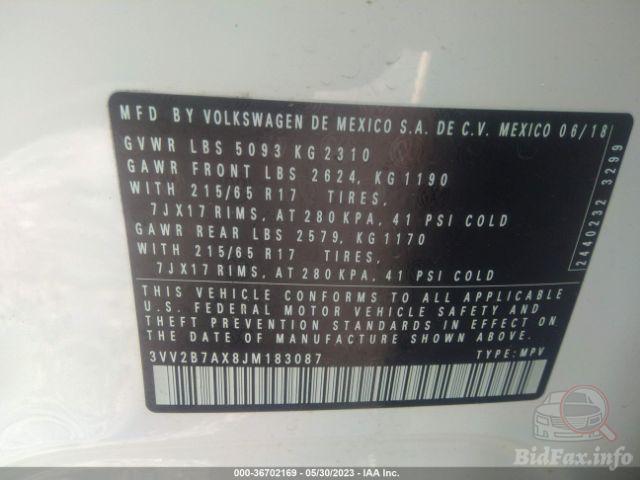 MFD. BY VOLKSWAGEN DE MEXICO S.A. DE C.V. MEXICO 06/18
GVWR LBS 5093 KG 2310
GAWR FRONT LBS 2624, KG 1190
WITH 215/65 R17 TIRES,
7JX17 RIMS, AT 280 KPA, 41 PSI COLD
GAWR REAR LBS 2579, KG 1170
WITH 215/65 R17 TIRES,
7JX17 RIMS, AT 280 KPA, 41 PSI COLD
2440232 3299
THIS VEHICLE CONFORMS TO ALL APPLICABLE
U.S. FEDERAL MOTOR VEHICLE SAFETY AND
THEFT PREVENTION STANDARDS IN EFFECT ON
THE DATE OF MANUFACTURE SHOWN ABOVE.
3VV2B7AX8JM183087 TYPE: MPV
BidFax.info
000-36702169 - 05/30/2023 - IAA Inc.